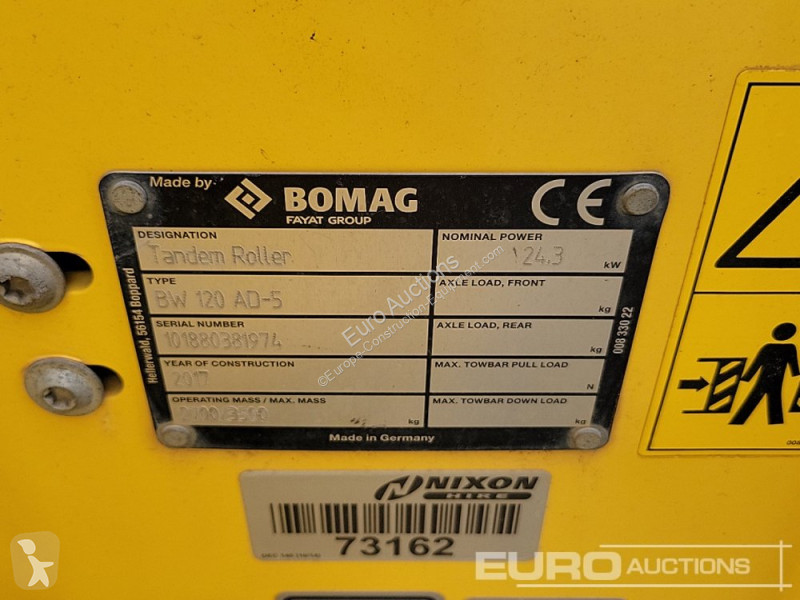 Made by BOMAG
FAYAT GROUP
CE
DESIGNATION
Tandem Roller
NOMINAL POWER
24.3 kW
TYPE
BW 120 AD-5
AXLE LOAD, FRONT
kg
SERIAL NUMBER
101880381974
AXLE LOAD, REAR
kg
YEAR OF CONSTRUCTION
2017
MAX. TOWBAR PULL LOAD
N
OPERATING MASS / MAX. MASS
kg
MAX. TOWBAR DOWN LOAD
kg
Made in Germany
Hellerwald, 56154 Boppard
008 330 22
Euro Auctions
©Europe-Construction-Equipment.com
NIXON
HIRE
73162
EURO AUCTIONS